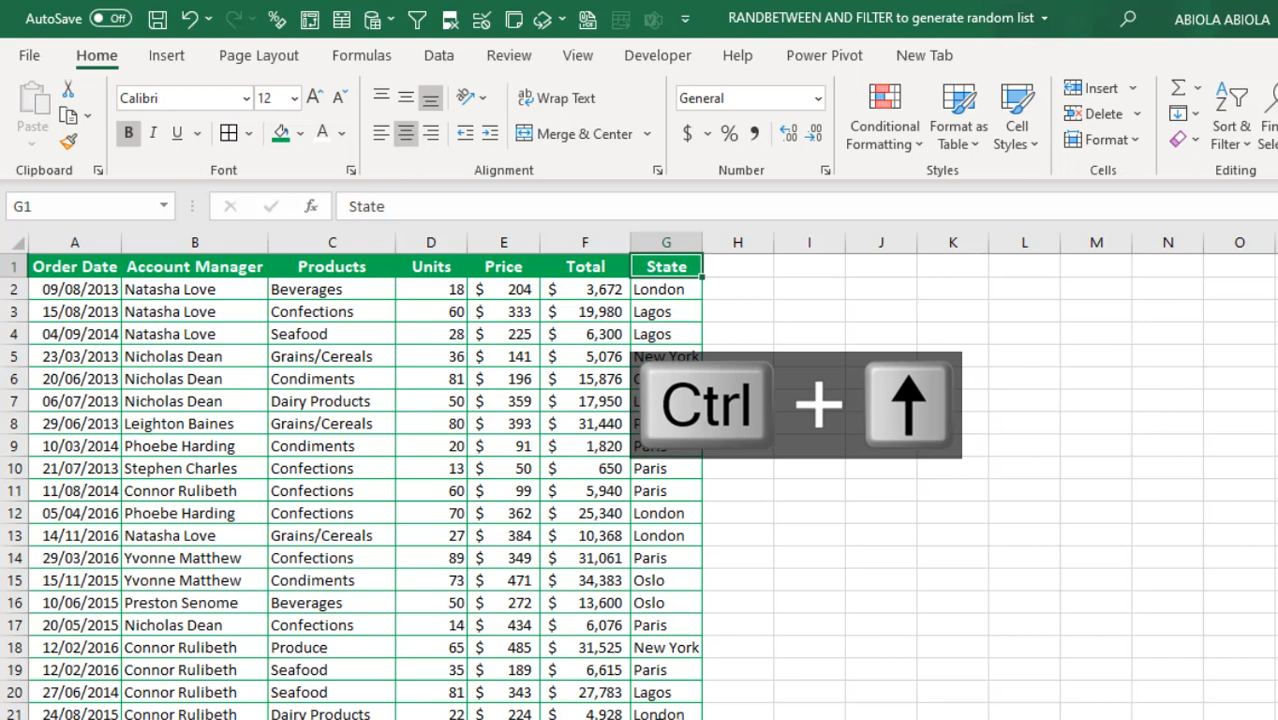 AutoSave Off RANDBETWEEN AND FILTER to generate random list ABIOLA ABIOLA
File Home Insert Page Layout Formulas Data Review View Developer Help Power Pivot New Tab
Paste Calibri 12 Wrap Text General Conditional Formatting Format as Table Cell Styles Insert
B I U A Merge & Center $ % Delete Sort & Filter
Format
Clipboard Font Alignment Number Styles Cells Editing
G1 fx State
A B C D E F G H I J K L M N O
1 Order Date Account Manager Products Units Price Total State
2 09/08/2013 Natasha Love Beverages 18 $ 204 $ 3,672 London
3 15/08/2013 Natasha Love Confections 60 $ 333 $ 19,980 Lagos
4 04/09/2014 Natasha Love Seafood 28 $ 225 $ 6,300 Lagos
5 23/03/2013 Nicholas Dean Grains/Cereals 36 $ 141 $ 5,076 New York
6 20/06/2013 Nicholas Dean Condiments 81 $ 196 $ 15,876
7 06/07/2013 Nicholas Dean Dairy Products 50 $ 359 $ 17,950
8 29/06/2013 Leighton Baines Grains/Cereals 80 $ 393 $ 31,440
9 10/03/2014 Phoebe Harding Condiments 20 $ 91 $ 1,820 Paris
Ctrl + ↑
10 21/07/2013 Stephen Charles Confections 13 $ 50 $ 650 Paris
11 11/08/2014 Connor Rulibeth Confections 60 $ 99 $ 5,940 Paris
12 05/04/2016 Phoebe Harding Confections 70 $ 362 $ 25,340 London
13 14/11/2016 Natasha Love Grains/Cereals 27 $ 384 $ 10,368 London
14 29/03/2016 Yvonne Matthew Confections 89 $ 349 $ 31,061 Paris
15 15/11/2015 Yvonne Matthew Condiments 73 $ 471 $ 34,383 Oslo
16 10/06/2015 Preston Senome Beverages 50 $ 272 $ 13,600 Oslo
17 20/05/2015 Nicholas Dean Confections 14 $ 434 $ 6,076 Paris
18 12/02/2016 Connor Rulibeth Produce 65 $ 485 $ 31,525 New York
19 12/02/2016 Connor Rulibeth Seafood 35 $ 189 $ 6,615 Paris
20 27/06/2014 Connor Rulibeth Seafood 81 $ 343 $ 27,783 Lagos
21 24/08/2015 Connor Rulibeth Dairy Products 22 $ 224 $ 4,928 London